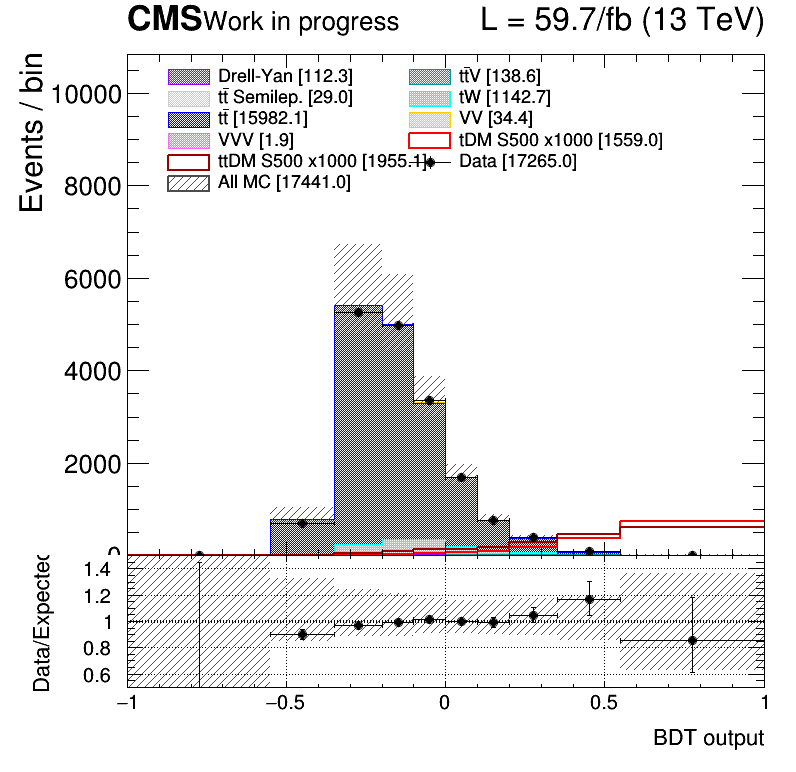 CMS Work in progress L = 59.7/fb (13 TeV)
Events / bin
10000
8000
6000
4000
2000
0
Drell-Yan [112.3]
tt̄V [138.6]
tt̄ Semilep. [29.0]
tW [1142.7]
tt̄ [15982.1]
VV [34.4]
VVV [1.9]
tDM S500 x1000 [1559.0]
ttDM S500 x1000 [1955.1]
Data [17265.0]
All MC [17441.0]
Data/Expected
1.4
1.2
1
0.8
0.6
−1 −0.5 0 0.5 1
BDT output